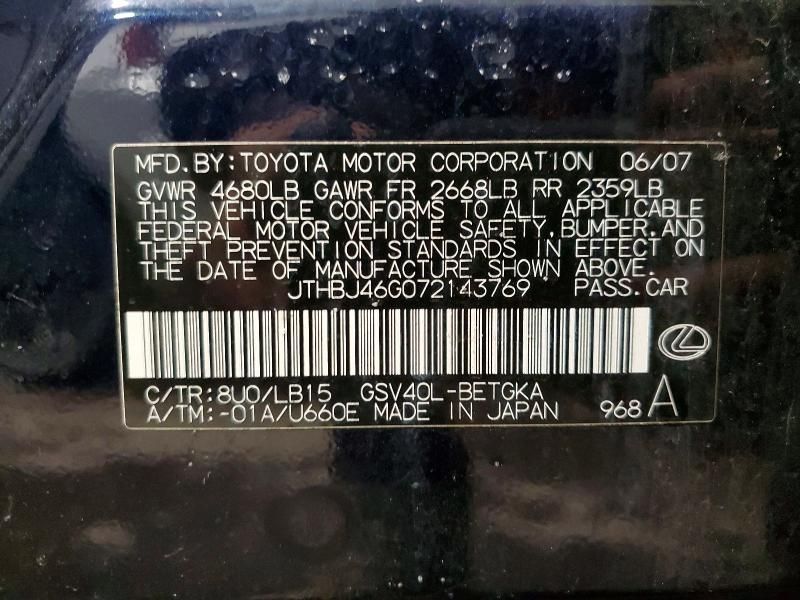 MFD.BY:TOYOTA MOTOR CORPORATION 06/07
GVWR 4680LB GAWR FR 2668LB RR 2359LB
THIS VEHICLE CONFORMS TO ALL APPLICABLE
FEDERAL MOTOR VEHICLE SAFETY,BUMPER,AND
THEFT PREVENTION STANDARDS IN EFFECT ON
THE DATE OF MANUFACTURE SHOWN ABOVE.
JTHBJ46G072143769 PASS.CAR
C/TR:8U0/LB15 GSV40L-BETGKA
A/TM:-01A/U660E MADE IN JAPAN 968 A